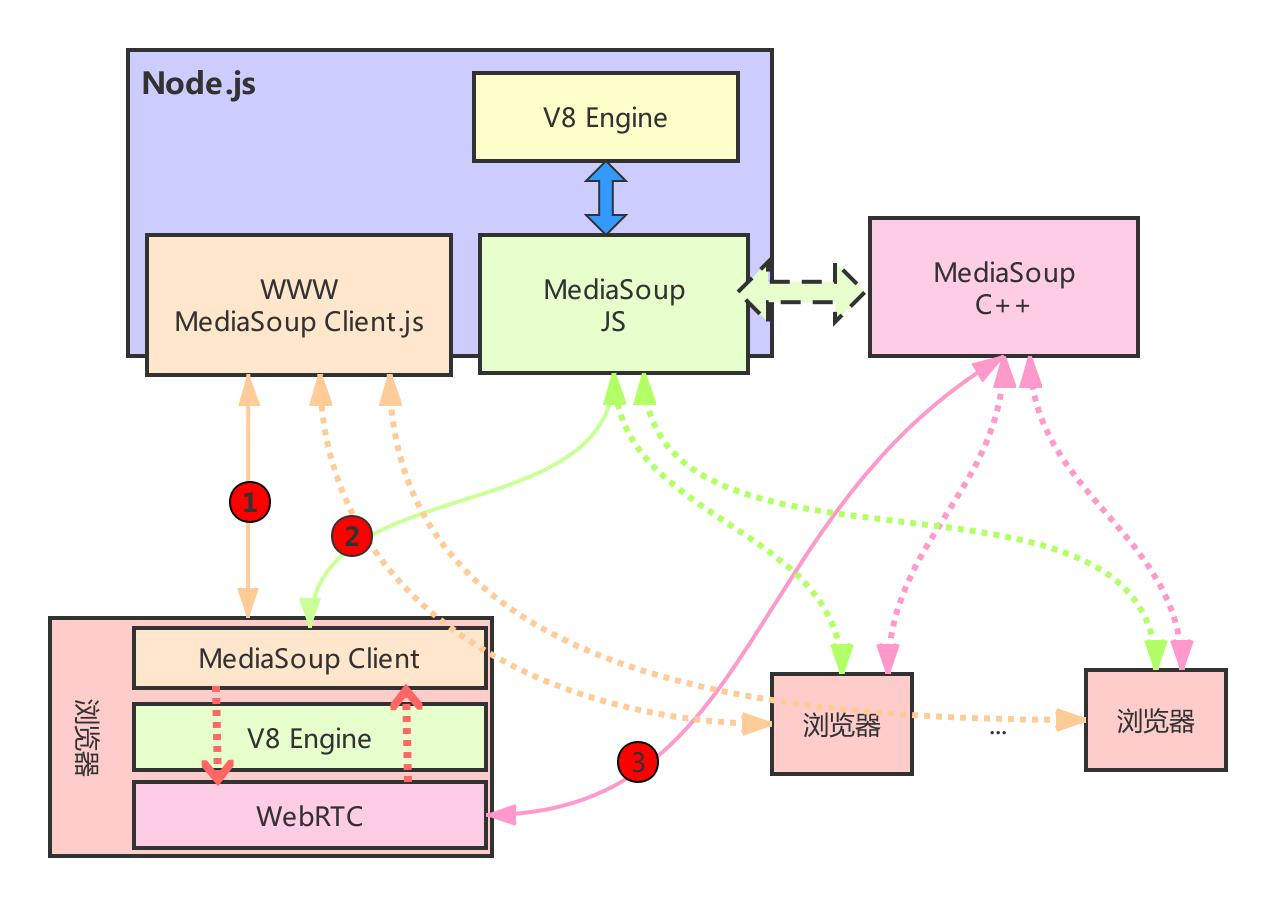 Node.js
V8 Engine
WWW
MediaSoup Client.js
MediaSoup
JS
MediaSoup
C++
1
2
MediaSoup Client
浏览器
V8 Engine
WebRTC
3
浏览器
...
浏览器